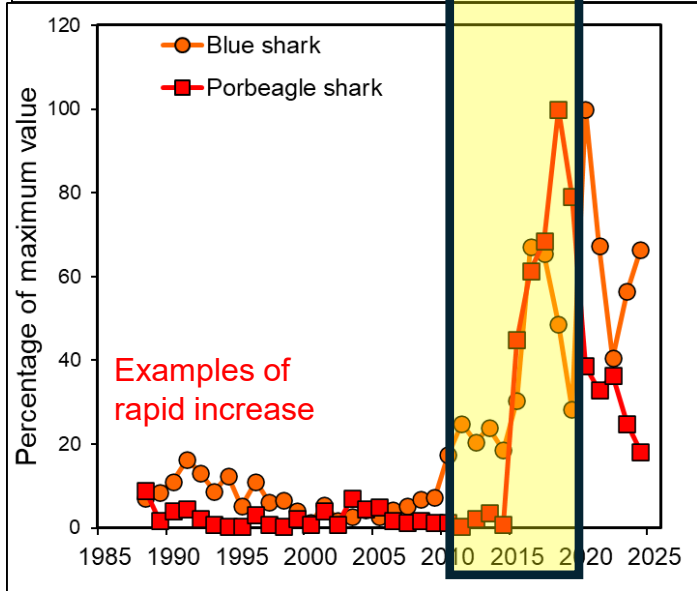 120
100
80
60
40
20
0
Percentage of maximum value
Blue shark
Porbeagle shark
Examples of
rapid increase
1985 1990 1995 2000 2005 2010 2015 2020 2025